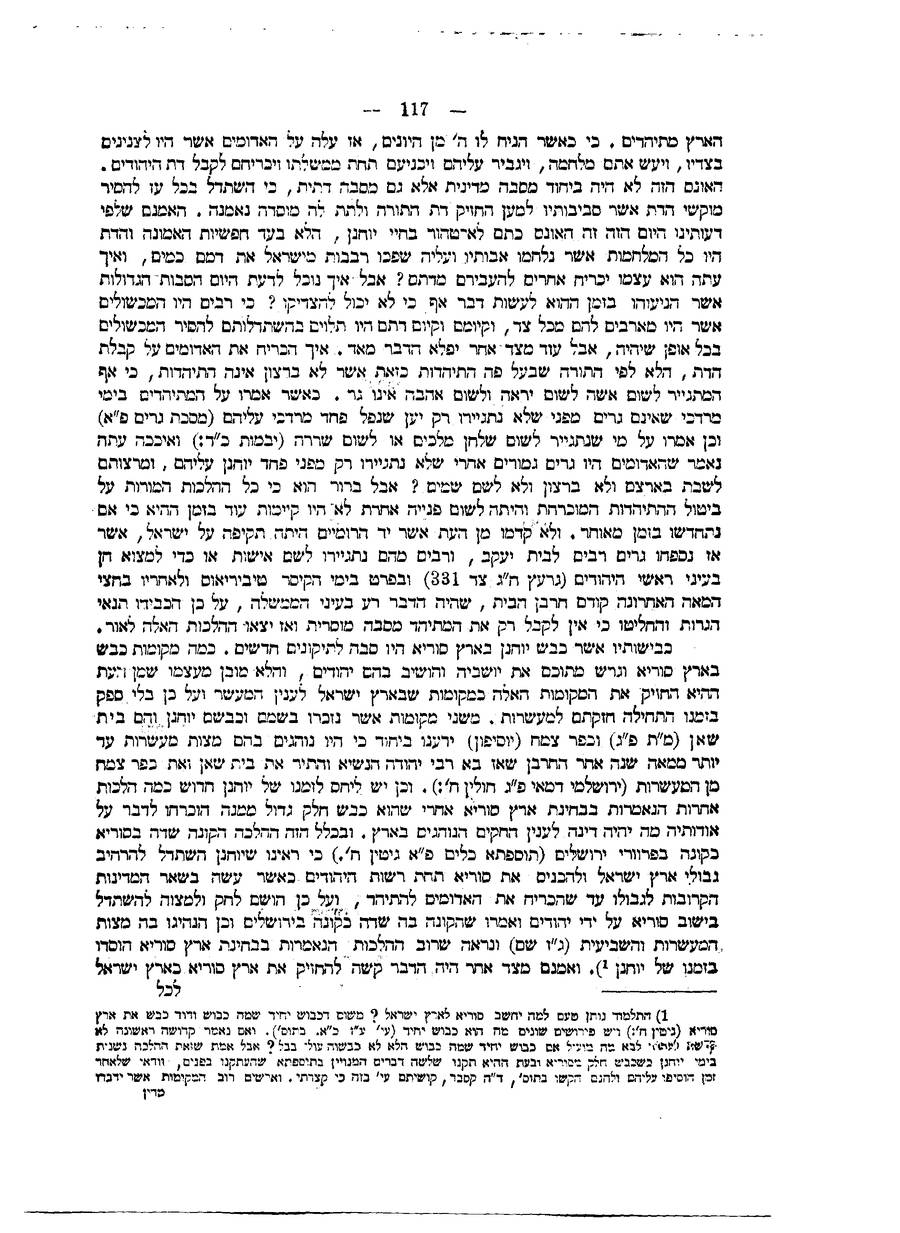 — 117 —
הארץ מתיהדים. כי כאשר הניח לו ה' מן היונים, אז עלה על האדומים אשר היו לצנינים
בצדיו, ויעש אתם מלחמה, ויגביר עליהם ויכניעם תחת ממשלתו ויכריחם לקבל דת היהודים.
האונס הזה לא היה ביחוד מסבה מדינית אלא גם מסבה דתית, כי השתדל בכל עז להסיר
מוקשי הדת אשר סביבותיו למען החזיק דת התורה ולתת לה מוסדה נאמנה. האמנם שלפי
דעותינו היום הזה זה האונס כתם לא־טהור בחיי יוחנן, הלא בעד חפשיות האמונה והדת
היו כל המלחמות אשר נלחמו אבותיו ועליה שפכו רבבות מישראל את דמם כמים, ואיך
עתה הוא עצמו יכריח אחרים להעבירם מדתם? אבל איך נוכל לדעת היום הסבות הגדולות
אשר הניעוהו בזמן ההוא לעשות דבר אף כי לא יכול להצדיקו? כי רבים היו המכשולים
אשר היו מארבים להם מכל צד, וקיומם וקיום דתם היו תלוים בהשתדלותם להסיר המכשולים
בכל אופן שיהיה, אבל עוד מצד אחר יפלא הדבר מאד. איך הכריח את האדומים על קבלת
הדת, הלא לפי התורה שבעל פה התיהדות כזאת אשר לא ברצון אינה התיהדות, כי אף
המתגייר לשום אשה לשום יראה ולשום אהבה אינו גר. כאשר אמרו על המתיהדים בימי
מרדכי שאינם גרים מפני שלא נתגיירו רק יען שנפל פחד מרדכי עליהם (מסכת גרים פ"א)
וכן אמרו על מי שנתגייר לשום שלחן מלכים או לשום שררה (יבמות כ"ד:) ואיככה עתה
נאמר שהאדומים היו גרים גמורים אחרי שלא נתגיירו רק מפני פחד יוחנן עליהם, ומרצותם
לשבת בארצם ולא ברצון ולא לשם שמים? אבל ברור הוא כי כל ההלכות המורות על
ביטול ההתיהדות המוכרחת והיתה לשום פנייה אחרת לא היו קיימות עוד בזמן ההיא כי אם
נתחדשו בזמן מאוחר. ולא קדמו מן העת אשר יד הרומיים היתה תקיפה על ישראל, אשר
אז נספחו גרים רבים לבית יעקב, ורבים מהם נתגיירו לשם אישות או כדי למצוא חן
בעיני ראשי היהודים (גרעץ ח"ג צד 331) ובפרט בימי הקיסר טיביריאוס ולאחריו בחצי
המאה האחרונה קודם חרבן הבית, שהיה הדבר רע בעיני הממשלה, על כן הכבידו תנאי
הגרות והחליטו כי אין לקבל רק את המתיהד מסבה מוסרית ואז יצאו ההלכות האלה לאור.
כבישותיו אשר כבש יוחנן בארץ סוריא היו סבה לתיקונים חדשים. כמה מקומות כבש
בארץ סוריא וגרש מתוכם את יושביה והושיב בהם יהודים, והלא מובן מעצמו שמן העת
ההיא החזיק את המקומות האלה כמקומות שבארץ ישראל לענין המעשר ועל כן בלי ספק
בזמנו התחילה חזקתם למעשרות. משני מקומות אשר נזכרו בשמם וכבשם יוחנן והם בית
שאן (מ"ת פ"ג) וכפר צמח (יוסיפון) ידענו ביחוד כי היו נוהגים בהם מצות מעשרות עד
יותר ממאה שנה אחר החרבן שאז בא רבי יהודה הנשיא והתיר את בית שאן ואת כפר צמח
מן המעשרות (ירושלמי דמאי פ"ג חולין ח':). וכן יש ליחס לזמנו של יוחנן חדוש כמה הלכות
אחרות הנאמרות בבחינת ארץ סוריא אחרי שהוא כבש חלק גדול ממנה הוכרחו לדבר על
אודותיה מה יהיה דינה לענין החקים הנוהגים בארץ. ובכלל הזה ההלכה הקונה שדה בסוריא
כקונה בפרוורי ירושלים (תוספתא כלים פ"א גיטין ח'.) כי ראינו שיוחנן השתדל להרחיב
גבולי ארץ ישראל ולהכנים את סוריא תחת רשות היהודים כאשר עשה בשאר המדינות
הקרובות לגבולו עד שהכריח את האדומים להתיהד, ועל כן הושם לחק ולמצוה להשתדל
בישוב סוריא על ידי יהודים ואמרו שהקונה בה שדה כקונה בירושלים וכן הנהיגו בה מצות
המעשרות והשביעית (ג"ז שם) ונראה שרוב ההלכות הנאמרות בבחינת ארץ סוריא הוסדו
בזמנו של יוחנן ¹). ואמנם מצד אחר היה הדבר קשה להחזיק את ארץ סוריא כארץ ישראל
לכל
1) התלמוד נותן טעם למה יחשב סוריא לארץ ישראל? משום דכבוש יחיד שמה כבוש ודוד כבש את ארץ
סוריא (גיטין ח':) ויש פירושים שונים מה הוא כבוש יחיד (עי' ע"ז כ"א. בתוס'). ואם נאמר קדושה ראשונה לא
לבא מה מועיל אם כבוש יחיד שמה כבוש הלא לא כבשוה עולי בבל? אבל אמת שזאת ההלכה נשנית
בימי יוחנן כשכבש חלק מסוריא ובעת ההיא תקנו שלשה דברים המנויין בתוספתא שהעתקנו בפנים, וודאי שלאחר
זמן הוסיפו עליהם ולחנם הקשו בתוס', ד"ה קסבר, קושיתם עי' בזה כי קצרתי. וארשים רוב המקומות אשר ידברו
מדין